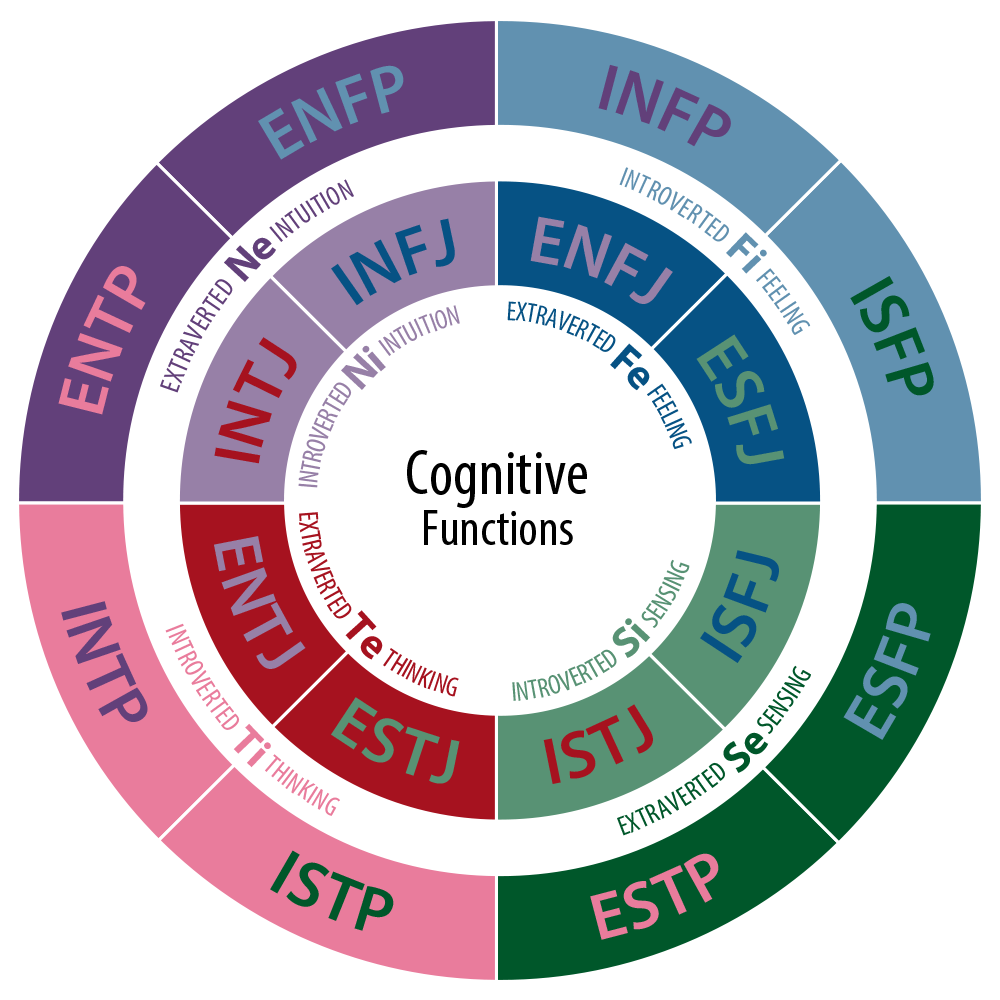 ENFP
INFP
ENTP
ISFP
EXTRAVERTED Ne INTUITION
INTROVERTED Fi FEELING
INFJ
ENFJ
INTJ
ESFJ
INTROVERTED Ni INTUITION
EXTRAVERTED Fe FEELING
Cognitive
Functions
EXTRAVERTED Te THINKING
INTROVERTED Si SENSING
ENTJ
ISFJ
ESTJ
ISTJ
INTROVERTED Ti THINKING
EXTRAVERTED Se SENSING
INTP
ESFP
ISTP
ESTP